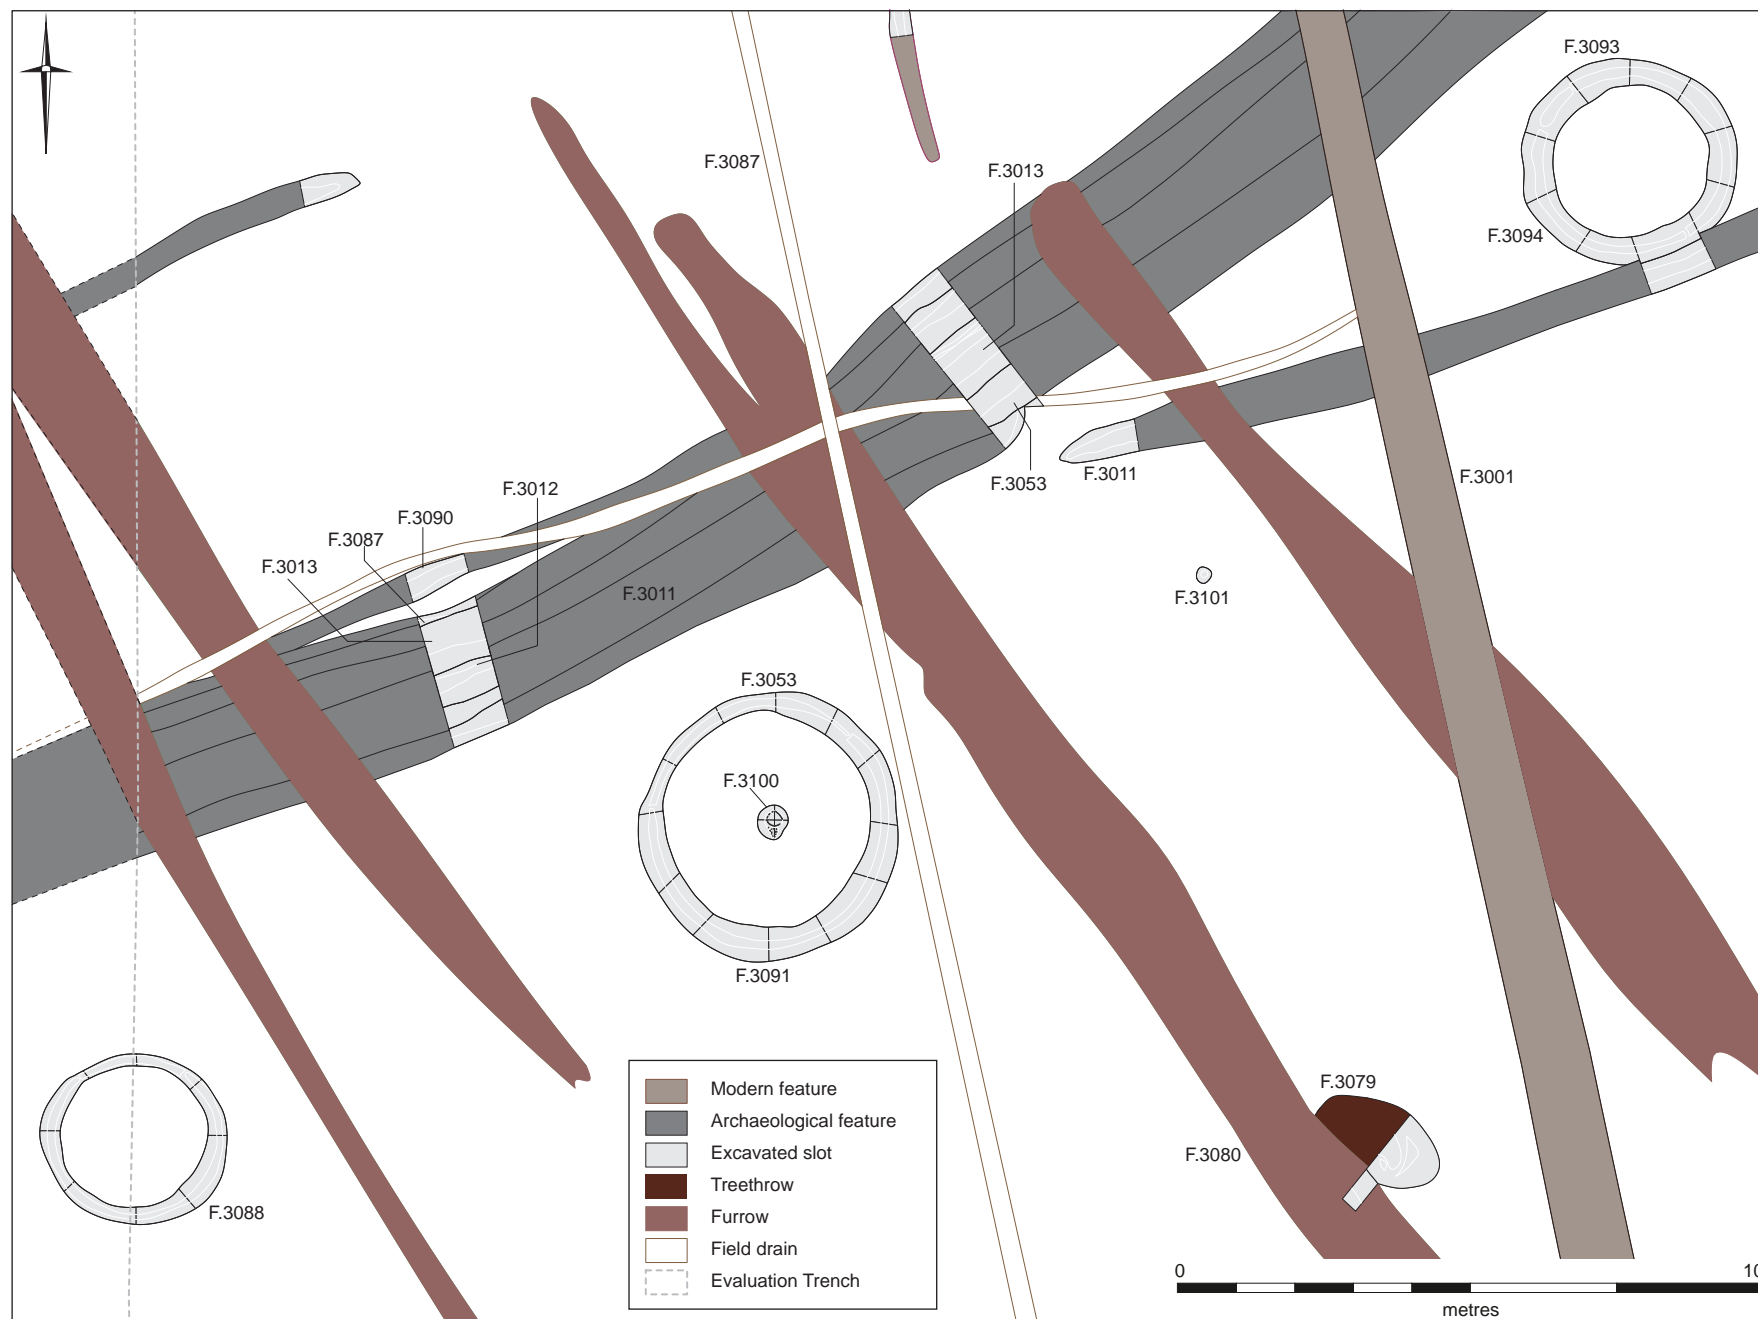 F.3093
F.3087
F.3013
F.3094
F.3011
F.3053
F.3001
F.3012
F.3090
F.3087
F.3013
F.3011
F.3101
F.3053
F.3100
F.3091
F.3088
F.3079
F.3080
Modern feature
Archaeological feature
Excavated slot
Treethrow
Furrow
Field drain
Evaluation Trench
0
10
metres